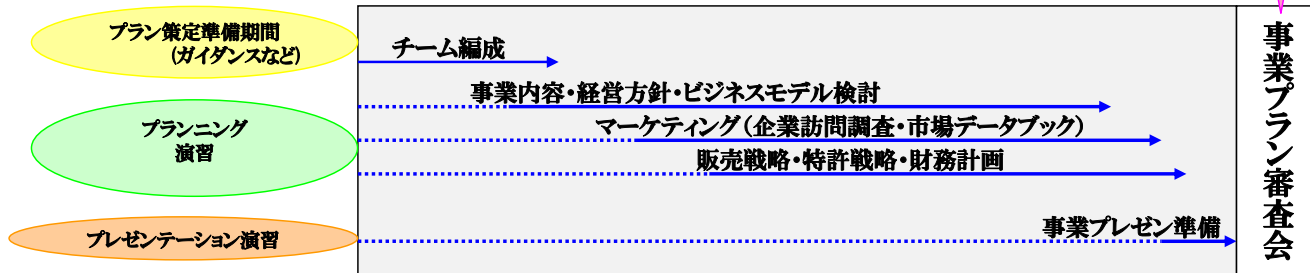 プラン策定準備期間
(ガイダンスなど)
チーム編成
事業内容・経営方針・ビジネスモデル検討
プランニング
演習
マーケティング(企業訪問調査・市場データブック)
販売戦略・特許戦略・財務計画
プレゼンテーション演習
事業プレゼン準備
事業プラン審査会